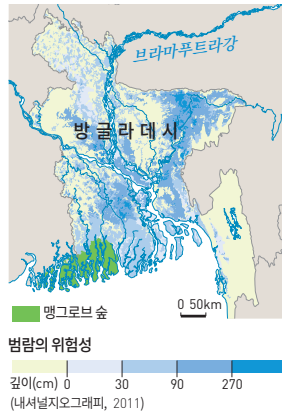 브라마푸트라강
방글라데시
맹그로브 숲
0 50km
범람의 위험성
깊이(cm) 0 30 90 270
(내셔널지오그래피, 2011)